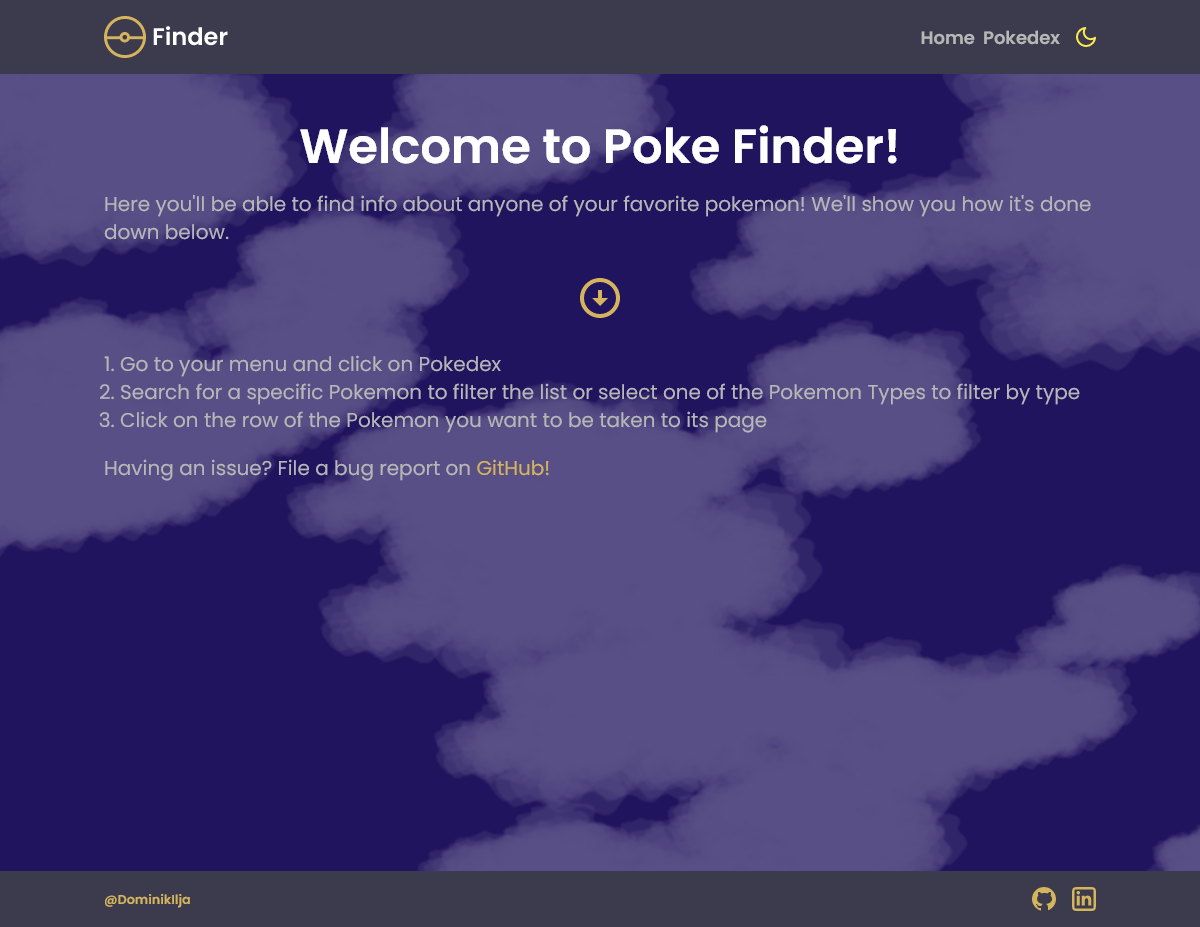 Finder
Home Pokedex
Welcome to Poke Finder!
Here you'll be able to find info about anyone of your favorite pokemon! We'll show you how it's done
down below.
1. Go to your menu and click on Pokedex
2. Search for a specific Pokemon to filter the list or select one of the Pokemon Types to filter by type
3. Click on the row of the Pokemon you want to be taken to its page
Having an issue? File a bug report on GitHub!
@DominikIlja
in